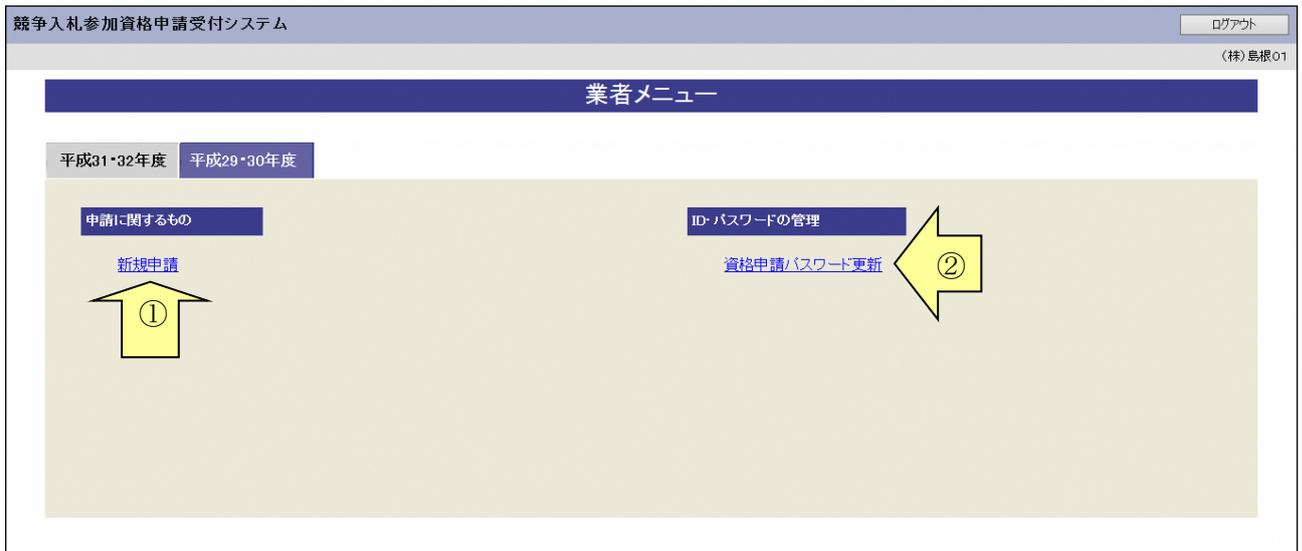 競争入札参加資格申請受付システム
ログアウト
(株)島根01
業者メニュー
平成31・32年度 平成29・30年度
申請に関するもの
ID・パスワードの管理
新規申請
資格申請パスワード更新
②
①